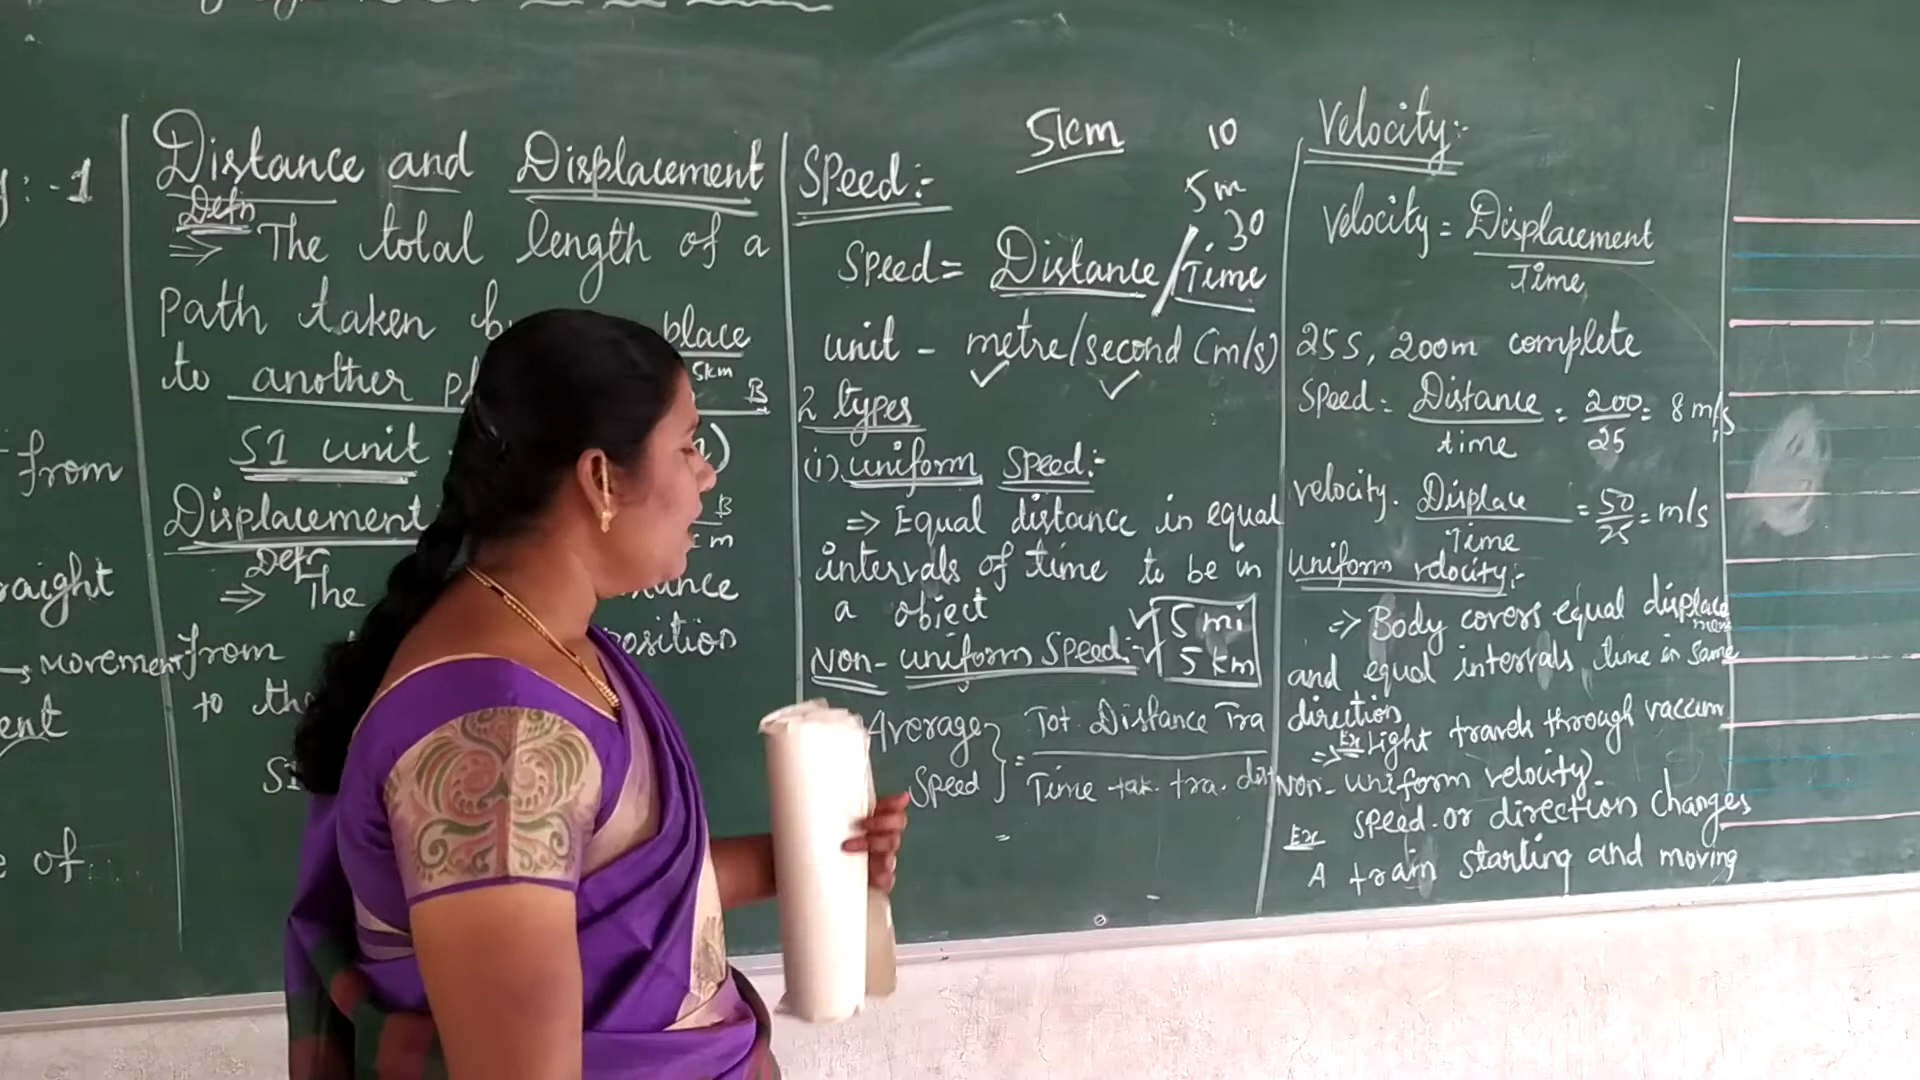 :-1
from
raight
→ movement
ent
of
Distance and Displacement
Defn
⇒ The total length of a
Path taken place
to another
5km
B
SI unit
Displacement
B
Defn
⇒ The
from position
to the
SI
Speed:-
5km
10
5m
30
Speed = Distance/Time
unit - metre/second (m/s)
2 types
(i). uniform Speed:-
⇒ Equal distance in equal
intervals of time to be in
a object
5 mi
5 km
Non-uniform Speed:-
Average Speed } = Tot. Distance Tra
Time tak. tra. dis
=
Velocity:-
Velocity = Displacement
Time
25s, 200m complete
Speed = Distance = 200 = 8 m/s
time 25
velocity. Displace = 50 = m/s
Time 25
uniform velocity:-
⇒ Body covers equal displacement
and equal intervals time in same
direction
⇒ Ex Light travels through vaccum
Non-uniform velocity
speed or direction changes
Ex
A train starting and moving